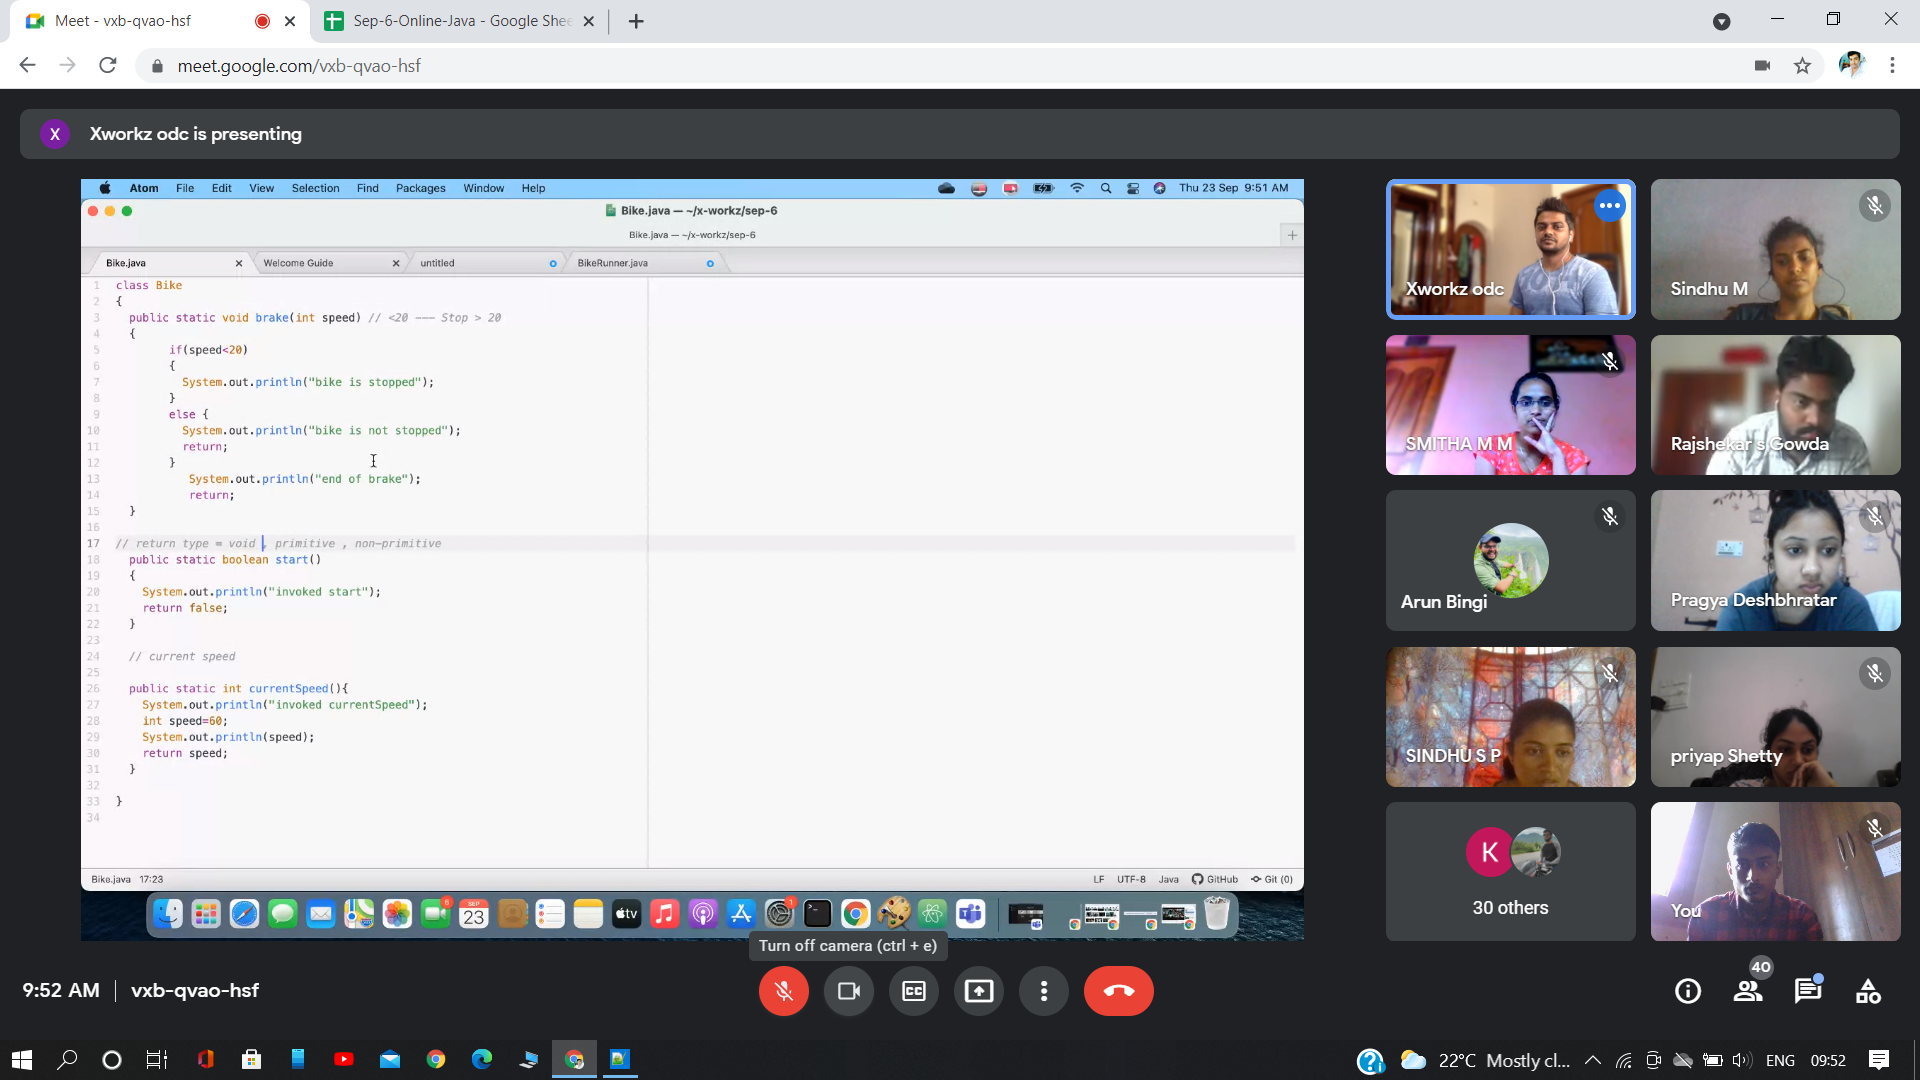 Meet - vxb-qvao-hsf
Sep-6-Online-Java - Google Shee
meet.google.com/vxb-qvao-hsf
X
Xworkz odc is presenting
Atom File Edit View Selection Find Packages Window Help
Thu 23 Sep 9:51 AM
Bike.java — ~/x-workz/sep-6
Bike.java — ~/x-workz/sep-6
Bike.java
Welcome Guide
untitled
BikeRunner.java
1 class Bike
2 {
3 public static void brake(int speed) // <20 --- Stop > 20
4 {
5 if(speed<20)
6 {
7 System.out.println("bike is stopped");
8 }
9 else {
10 System.out.println("bike is not stopped");
11 return;
12 }
13 System.out.println("end of brake");
14 return;
15 }
16
17 // return type = void , primitive , non-primitive
18 public static boolean start()
19 {
20 System.out.println("invoked start");
21 return false;
22 }
23
24 // current speed
25
26 public static int currentSpeed(){
27 System.out.println("invoked currentSpeed");
28 int speed=60;
29 System.out.println(speed);
30 return speed;
31 }
32
33 }
34
Bike.java 17:23
LF UTF-8 Java GitHub Git (0)
6
SEP
23
tv
1
Turn off camera (ctrl + e)
Xworkz odc
Sindhu M
SMITHA M M
Rajshekar s Gowda
Arun Bingi
Pragya Deshbhratar
SINDHU S P
priyap Shetty
K
30 others
You
9:52 AM vxb-qvao-hsf
CC
40
22°C Mostly cl...
ENG
09:52